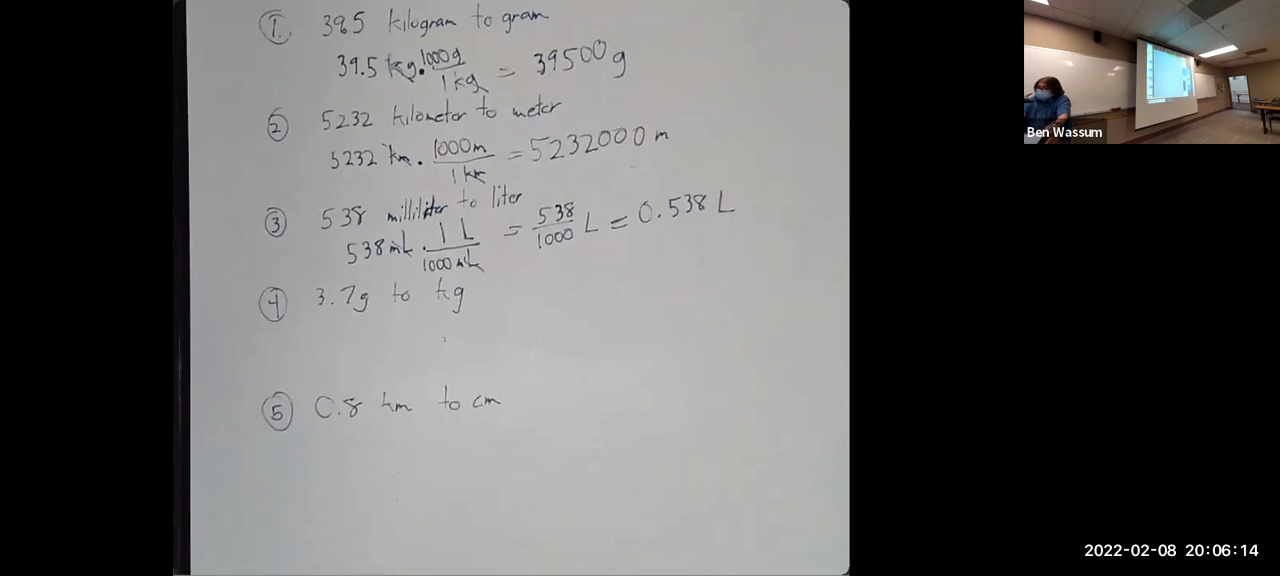 1. 39.5 kilogram to gram
39.5 kg . 1000g / 1 kg = 39500 g
2 5232 kilometer to meter
5232 km . 1000m / 1 km = 5232000 m
3 538 milliliter to liter
538 mL . 1 L / 1000 mL = 538 / 1000 L = 0.538 L
4 3.7g to kg
5 0.8 km to cm
Ben Wassum
2022-02-08 20:06:14